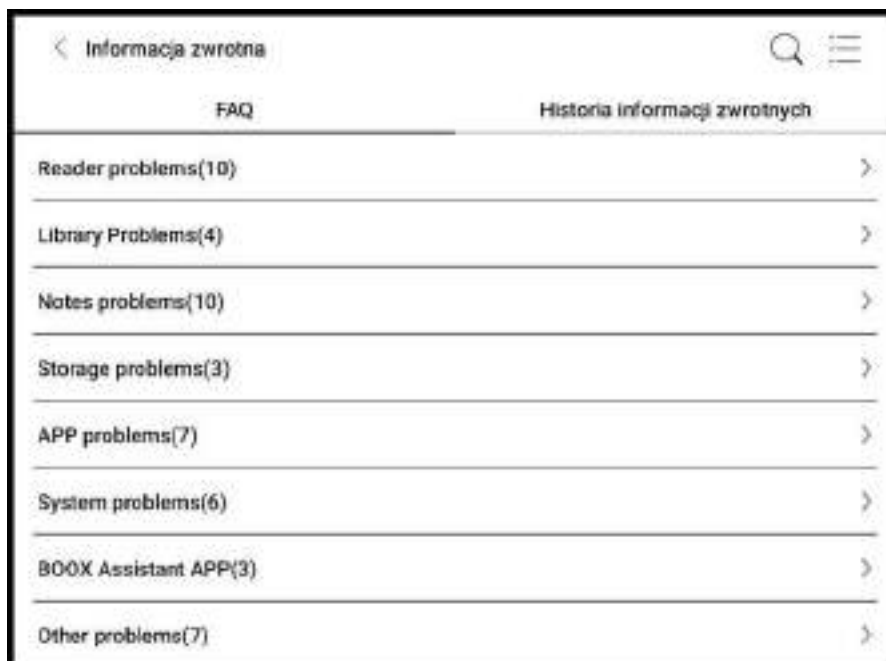 Informacja zwrotna
FAQ Historia informacji zwrotnych
Reader problems(10)
Library Problems(4)
Notes problems(10)
Storage problems(3)
APP problems(7)
System problems(6)
BOOX Assistant APP(3)
Other problems(7)